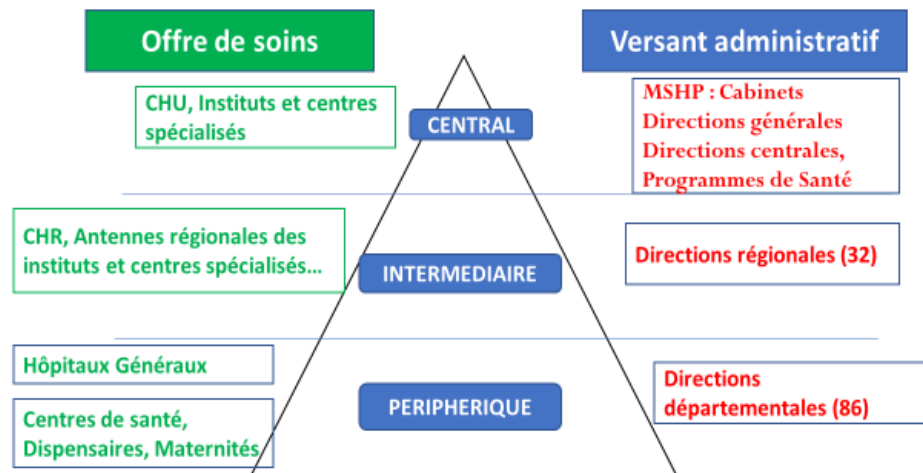 Offre de soins
Versant administratif
CHU, Instituts et centres
spécialisés
CENTRAL
MSHP : Cabinets
Directions générales
Directions centrales,
Programmes de Santé
CHR, Antennes régionales des
instituts et centres spécialisés...
INTERMEDIAIRE
Directions régionales (32)
Hôpitaux Généraux
Centres de santé,
Dispensaires, Maternités
PERIPHERIQUE
Directions
départementales (86)